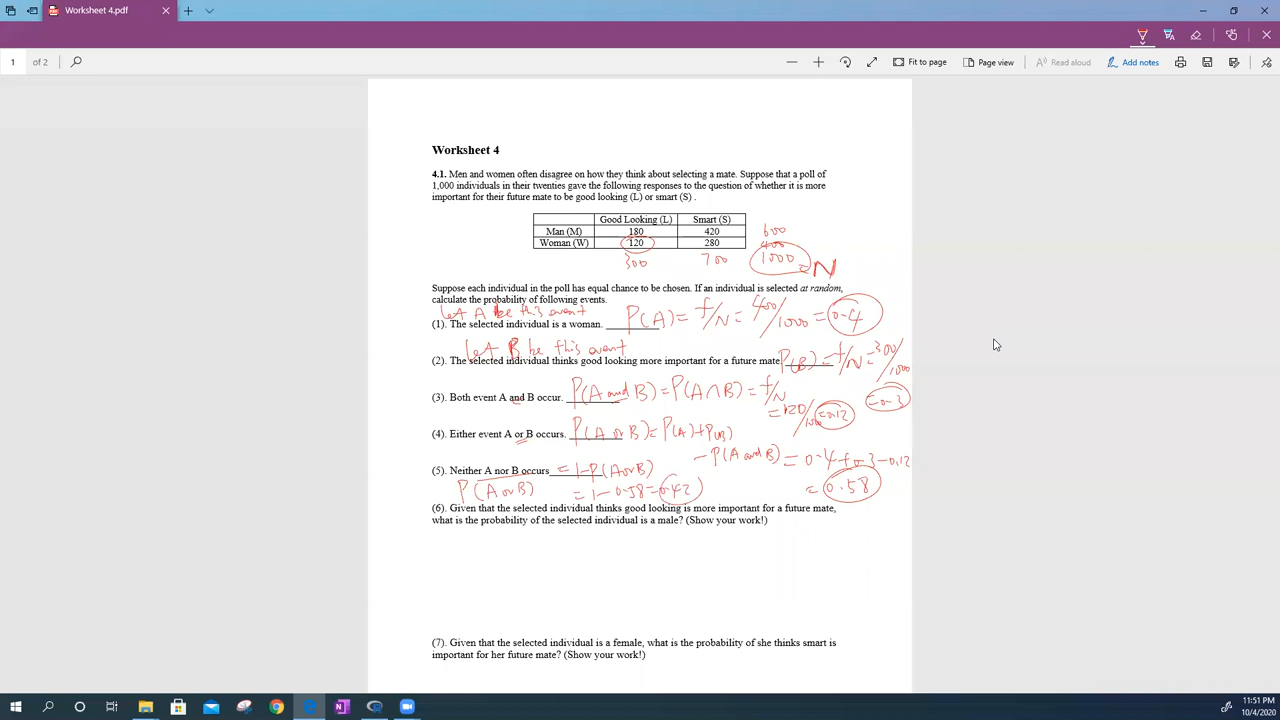 Worksheet 4.pdf
1 of 2
Fit to page
Page view
Read aloud
Add notes
Worksheet 4
4.1. Men and women often disagree on how they think about selecting a mate. Suppose that a poll of
1,000 individuals in their twenties gave the following responses to the question of whether it is more
important for their future mate to be good looking (L) or smart (S) .
Good Looking (L) Smart (S)
Man (M) 180 420 600
Woman (W) 120 280 400
300 700 1000 = N
Suppose each individual in the poll has equal chance to be chosen. If an individual is selected at random,
calculate the probability of following events.
let A be this event
(1). The selected individual is a woman. ________ P(A) = f/N = 400/1000 = 0.4
let B be this event
(2). The selected individual thinks good looking more important for a future mate. ________ P(B) = f/N = 300/1000
= 0.3
(3). Both event A and B occur. ________ P(A and B) = P(A ∩ B) = f/N
= 120/1000 = 0.12
(4). Either event A or B occurs. ________ P(A or B) = P(A) + P(B)
- P(A and B) = 0.4 + 0.3 - 0.12
(5). Neither A nor B occurs ________ = 1 - P(A or B)
P(A or B) = 1 - 0.58 = 0.42 = 0.58
(6). Given that the selected individual thinks good looking is more important for a future mate,
what is the probability of the selected individual is a male? (Show your work!)
(7). Given that the selected individual is a female, what is the probability of she thinks smart is
important for her future mate? (Show your work!)
11:51 PM
10/4/2020